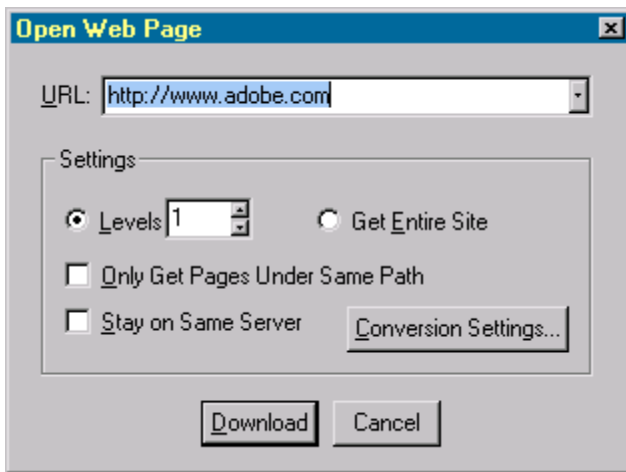 Open Web Page
URL: http://www.adobe.com
Settings
Levels 1 Get Entire Site
Only Get Pages Under Same Path
Stay on Same Server Conversion Settings...
Download Cancel